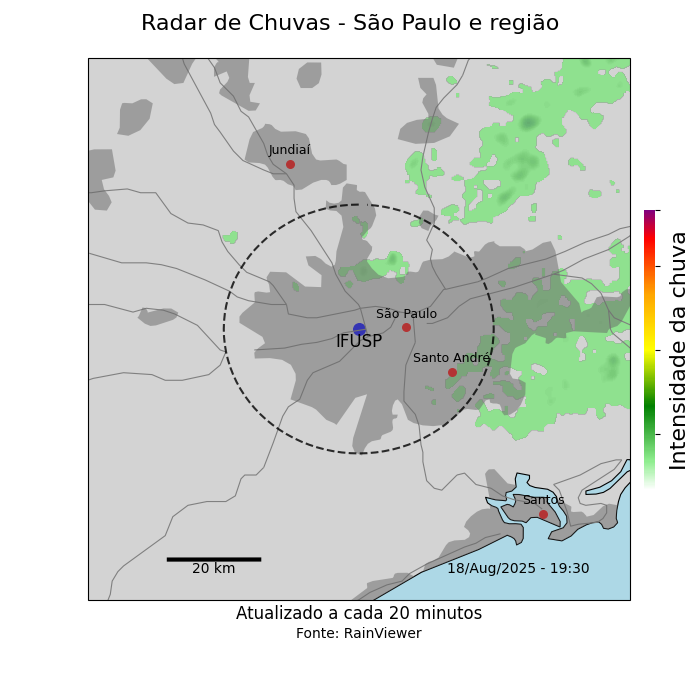 Radar de Chuvas - São Paulo e região
Jundiaí
São Paulo
IFUSP
Santo André
Santos
20 km
18/Aug/2025 - 19:30
Intensidade da chuva
Atualizado a cada 20 minutos
Fonte: RainViewer